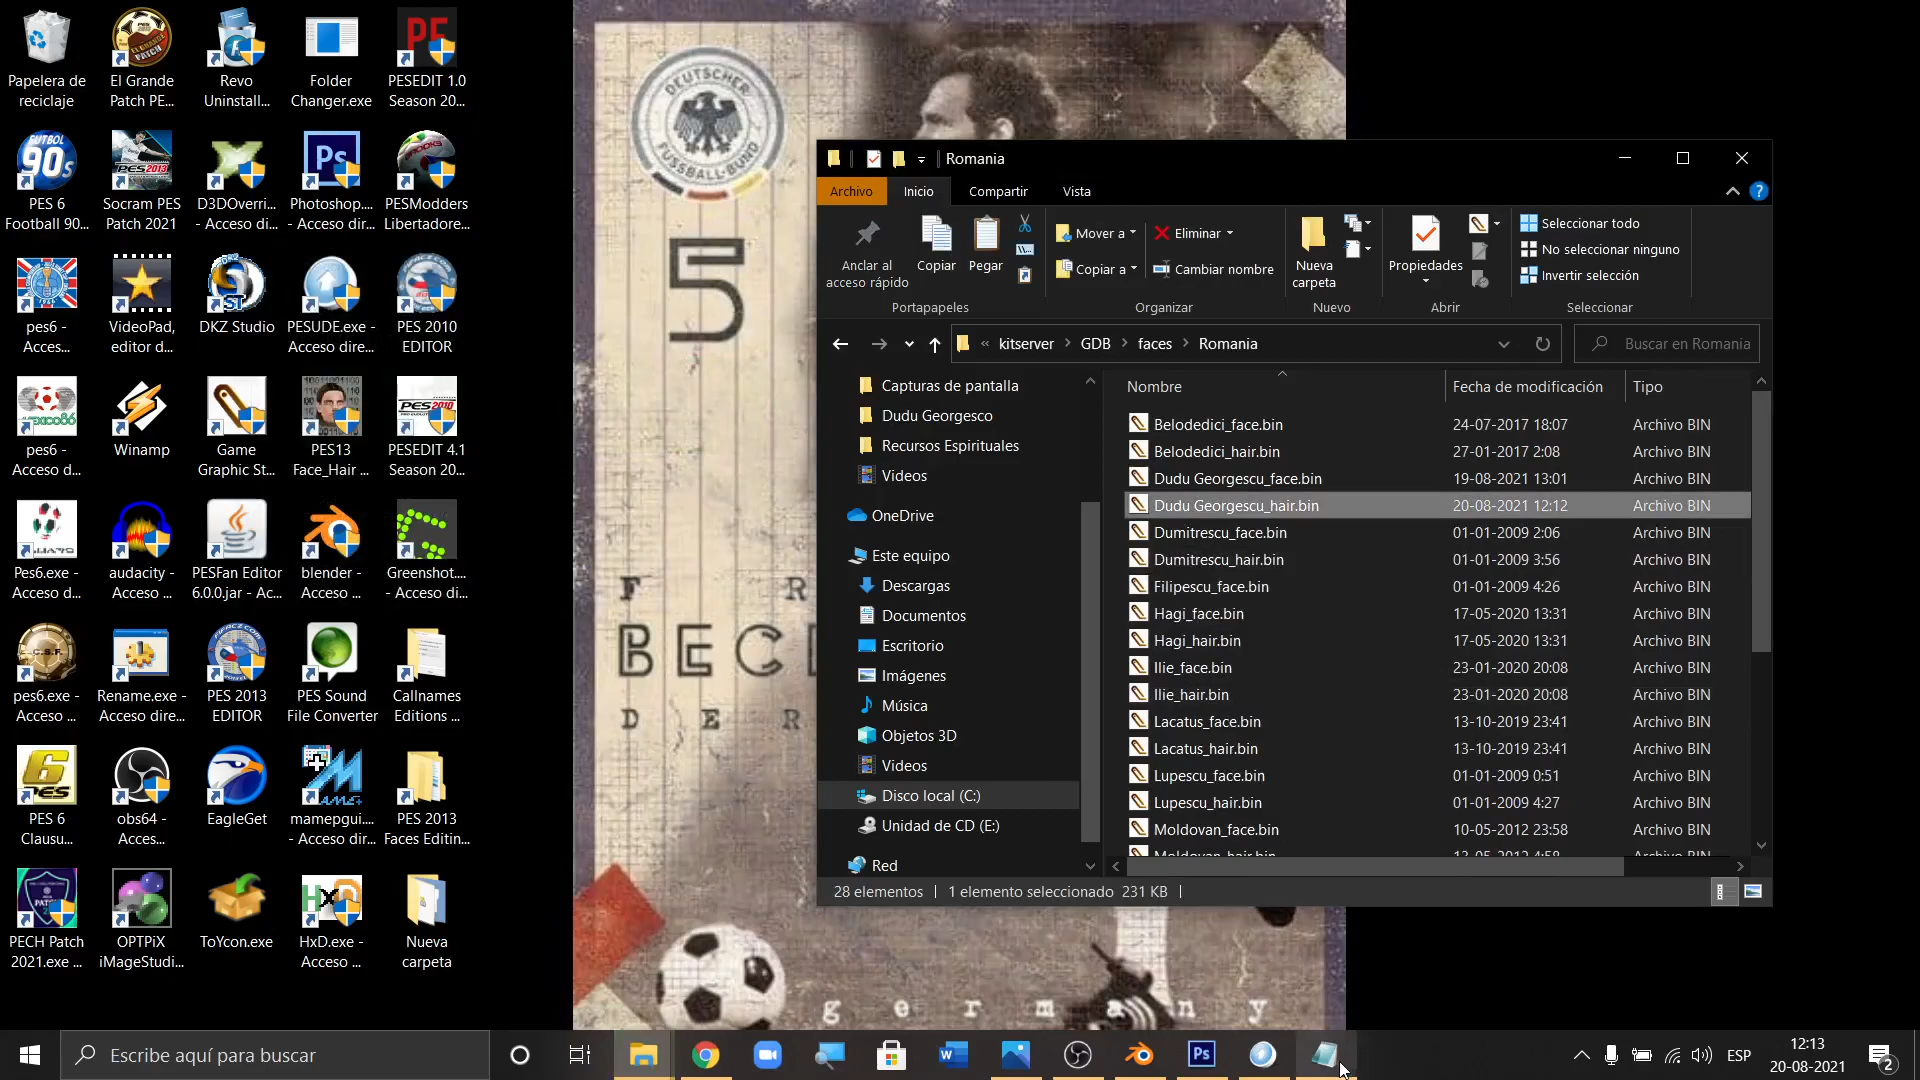 Papelera de
reciclaje
El Grande
Patch PE...
Revo
Uninstall...
Folder
Changer.exe
PESEDIT 1.0
Season 20...
PES 6
Football 90...
Socram PES
Patch 2021
D3DOverri...
- Acceso di...
Photoshop....
- Acceso dir...
PESModders
Libertadore...
pes6 -
Acces...
VideoPad,
editor d...
DKZ Studio
PESUDE.exe -
Acceso dire...
PES 2010
EDITOR
pes6 -
Acceso d...
Winamp
Game
Graphic St...
PES13
Face_Hair ...
PESEDIT 4.1
Season 20...
Pes6.exe -
Acceso d...
audacity -
Acceso ...
PESFan Editor
6.0.0.jar - Ac...
blender -
Acceso ...
Greenshot....
- Acceso di...
pes6.exe -
Acceso ...
Rename.exe -
Acceso dire...
PES 2013
EDITOR
PES Sound
File Converter
Callnames
Editions ...
PES 6
Clausu...
obs64 -
Acces...
EagleGet
mamepgui....
- Acceso dir...
PES 2013
Faces Editin...
PECH Patch
2021.exe ...
OPTPiX
iMageStudi...
ToYcon.exe
HxD.exe -
Acceso ...
Nueva
carpeta
DEUTSCHER
FUSSBALL-BUND
5
F R
BEC
D E R
g e r m a n y
Romania
Archivo Inicio Compartir Vista
Anclar al
acceso rápido
Copiar
Pegar
Portapapeles
Mover a
Copiar a
Eliminar
Cambiar nombre
Organizar
Nueva
carpeta
Nuevo
Propiedades
Abrir
Seleccionar todo
No seleccionar ninguno
Invertir selección
Seleccionar
« kitserver > GDB > faces > Romania
Buscar en Romania
Capturas de pantalla
Dudu Georgesco
Recursos Espirituales
Videos
OneDrive
Este equipo
Descargas
Documentos
Escritorio
Imágenes
Música
Objetos 3D
Videos
Disco local (C:)
Unidad de CD (E:)
Red
Nombre Fecha de modificación Tipo
Belodedici_face.bin 24-07-2017 18:07 Archivo BIN
Belodedici_hair.bin 27-01-2017 2:08 Archivo BIN
Dudu Georgescu_face.bin 19-08-2021 13:01 Archivo BIN
Dudu Georgescu_hair.bin 20-08-2021 12:12 Archivo BIN
Dumitrescu_face.bin 01-01-2009 2:06 Archivo BIN
Dumitrescu_hair.bin 01-01-2009 3:56 Archivo BIN
Filipescu_face.bin 01-01-2009 4:26 Archivo BIN
Hagi_face.bin 17-05-2020 13:31 Archivo BIN
Hagi_hair.bin 17-05-2020 13:31 Archivo BIN
Ilie_face.bin 23-01-2020 20:08 Archivo BIN
Ilie_hair.bin 23-01-2020 20:08 Archivo BIN
Lacatus_face.bin 13-10-2019 23:41 Archivo BIN
Lacatus_hair.bin 13-10-2019 23:41 Archivo BIN
Lupescu_face.bin 01-01-2009 0:51 Archivo BIN
Lupescu_hair.bin 01-01-2009 4:27 Archivo BIN
Moldovan_face.bin 10-05-2012 23:58 Archivo BIN
Moldovan_hair.bin 13-05-2012 4:58 Archivo BIN
28 elementos 1 elemento seleccionado 231 KB
Escribe aquí para buscar
ESP
12:13
20-08-2021
2